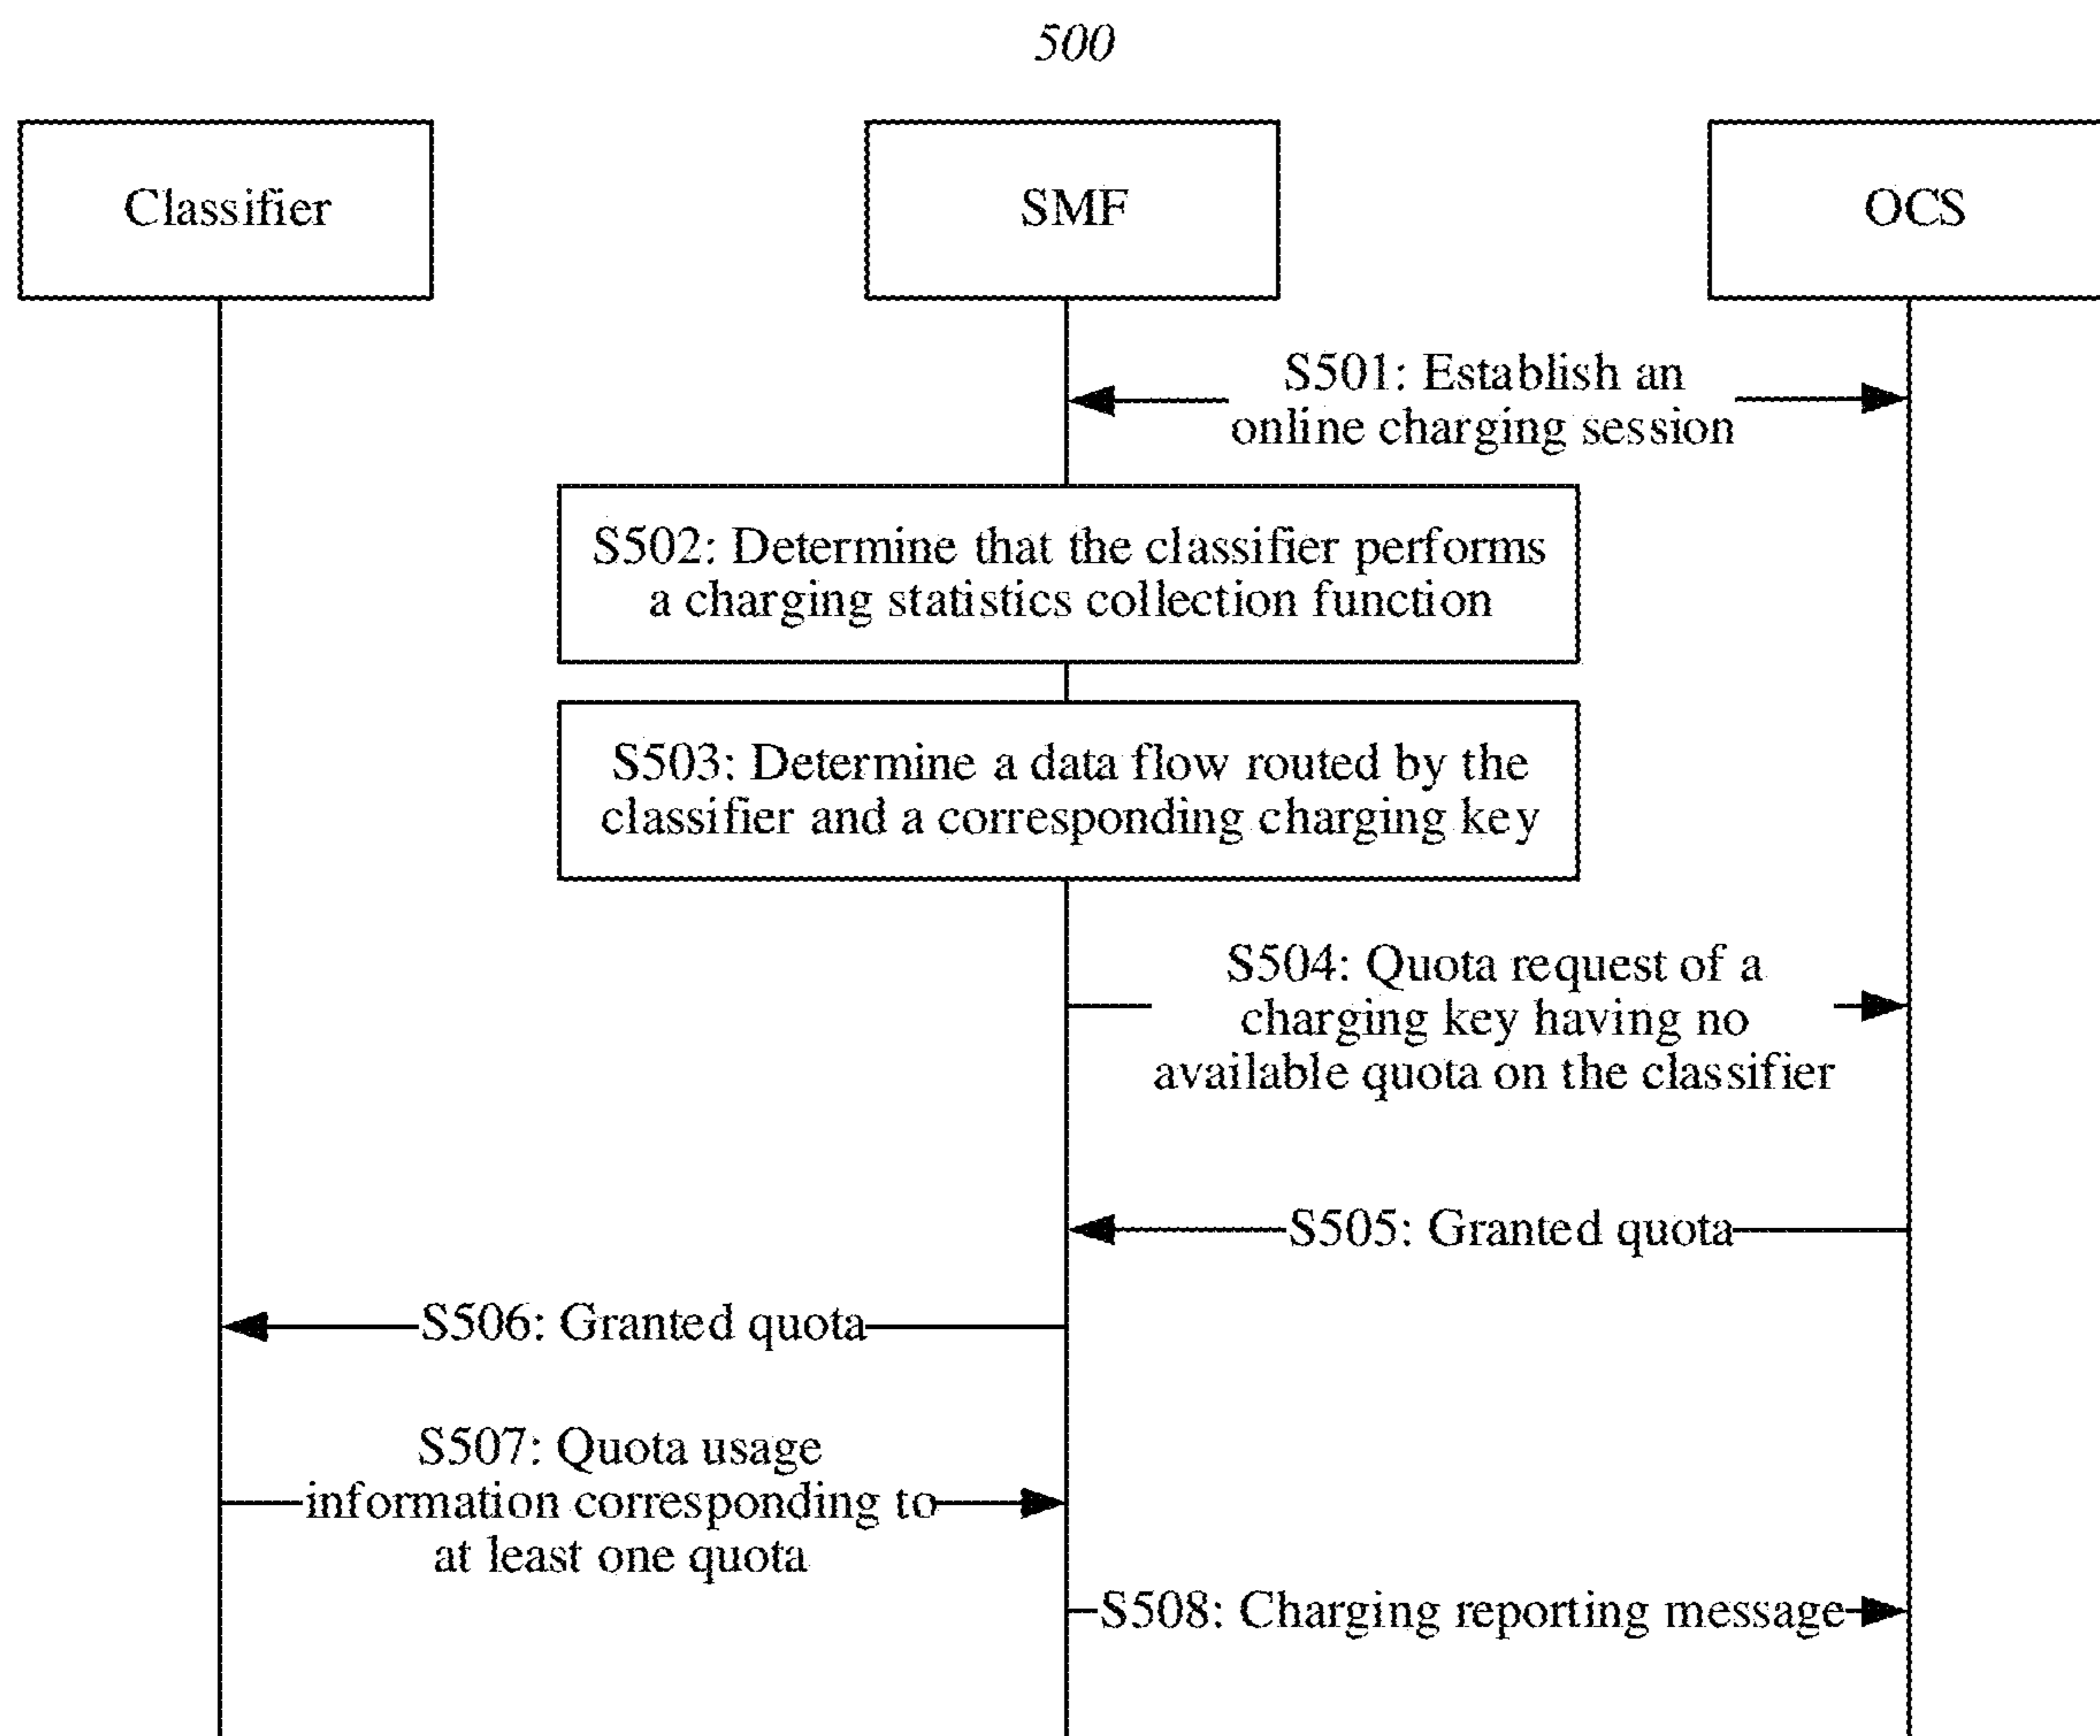 500
Classifier
SMF
OCS
S501: Establish an
online charging session
S502: Determine that the classifier performs
a charging statistics collection function
S503: Determine a data flow routed by the
classifier and a corresponding charging key
S504: Quota request of a
charging key having no
available quota on the classifier
S505: Granted quota
S506: Granted quota
S507: Quota usage
information corresponding to
at least one quota
S508: Charging reporting message